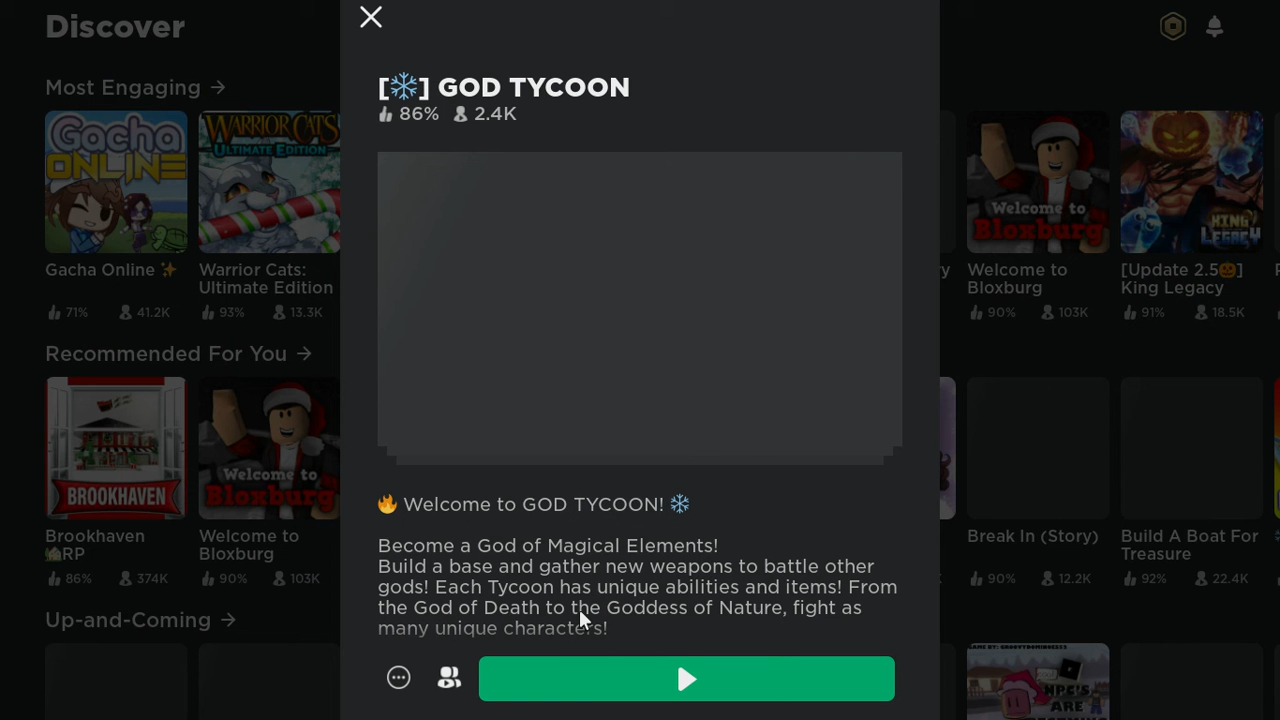 Discover
Most Engaging →
Gacha
ONLINE
WARRIOR CATS
ULTIMATE EDITION
Welcome to
Bloxburg
KING
LEGACY
Gacha Online ✨
Warrior Cats:
Ultimate Edition
Welcome to
Bloxburg
[Update 2.5🎃]
King Legacy
71% 41.2K
93% 13.3K
90% 103K
91% 18.5K
Recommended For You →
BROOKHAVEN
Welcome to
Bloxburg
Brookhaven
🏡RP
Welcome to
Bloxburg
Break In (Story)
Build A Boat For
Treasure
86% 374K
90% 103K
90% 12.2K
92% 22.4K
Up-and-Coming →
NPC'S
ARE
[❄️] GOD TYCOON
86% 2.4K
🔥 Welcome to GOD TYCOON! ❄️
Become a God of Magical Elements!
Build a base and gather new weapons to battle other
gods! Each Tycoon has unique abilities and items! From
the God of Death to the Goddess of Nature, fight as
many unique characters!